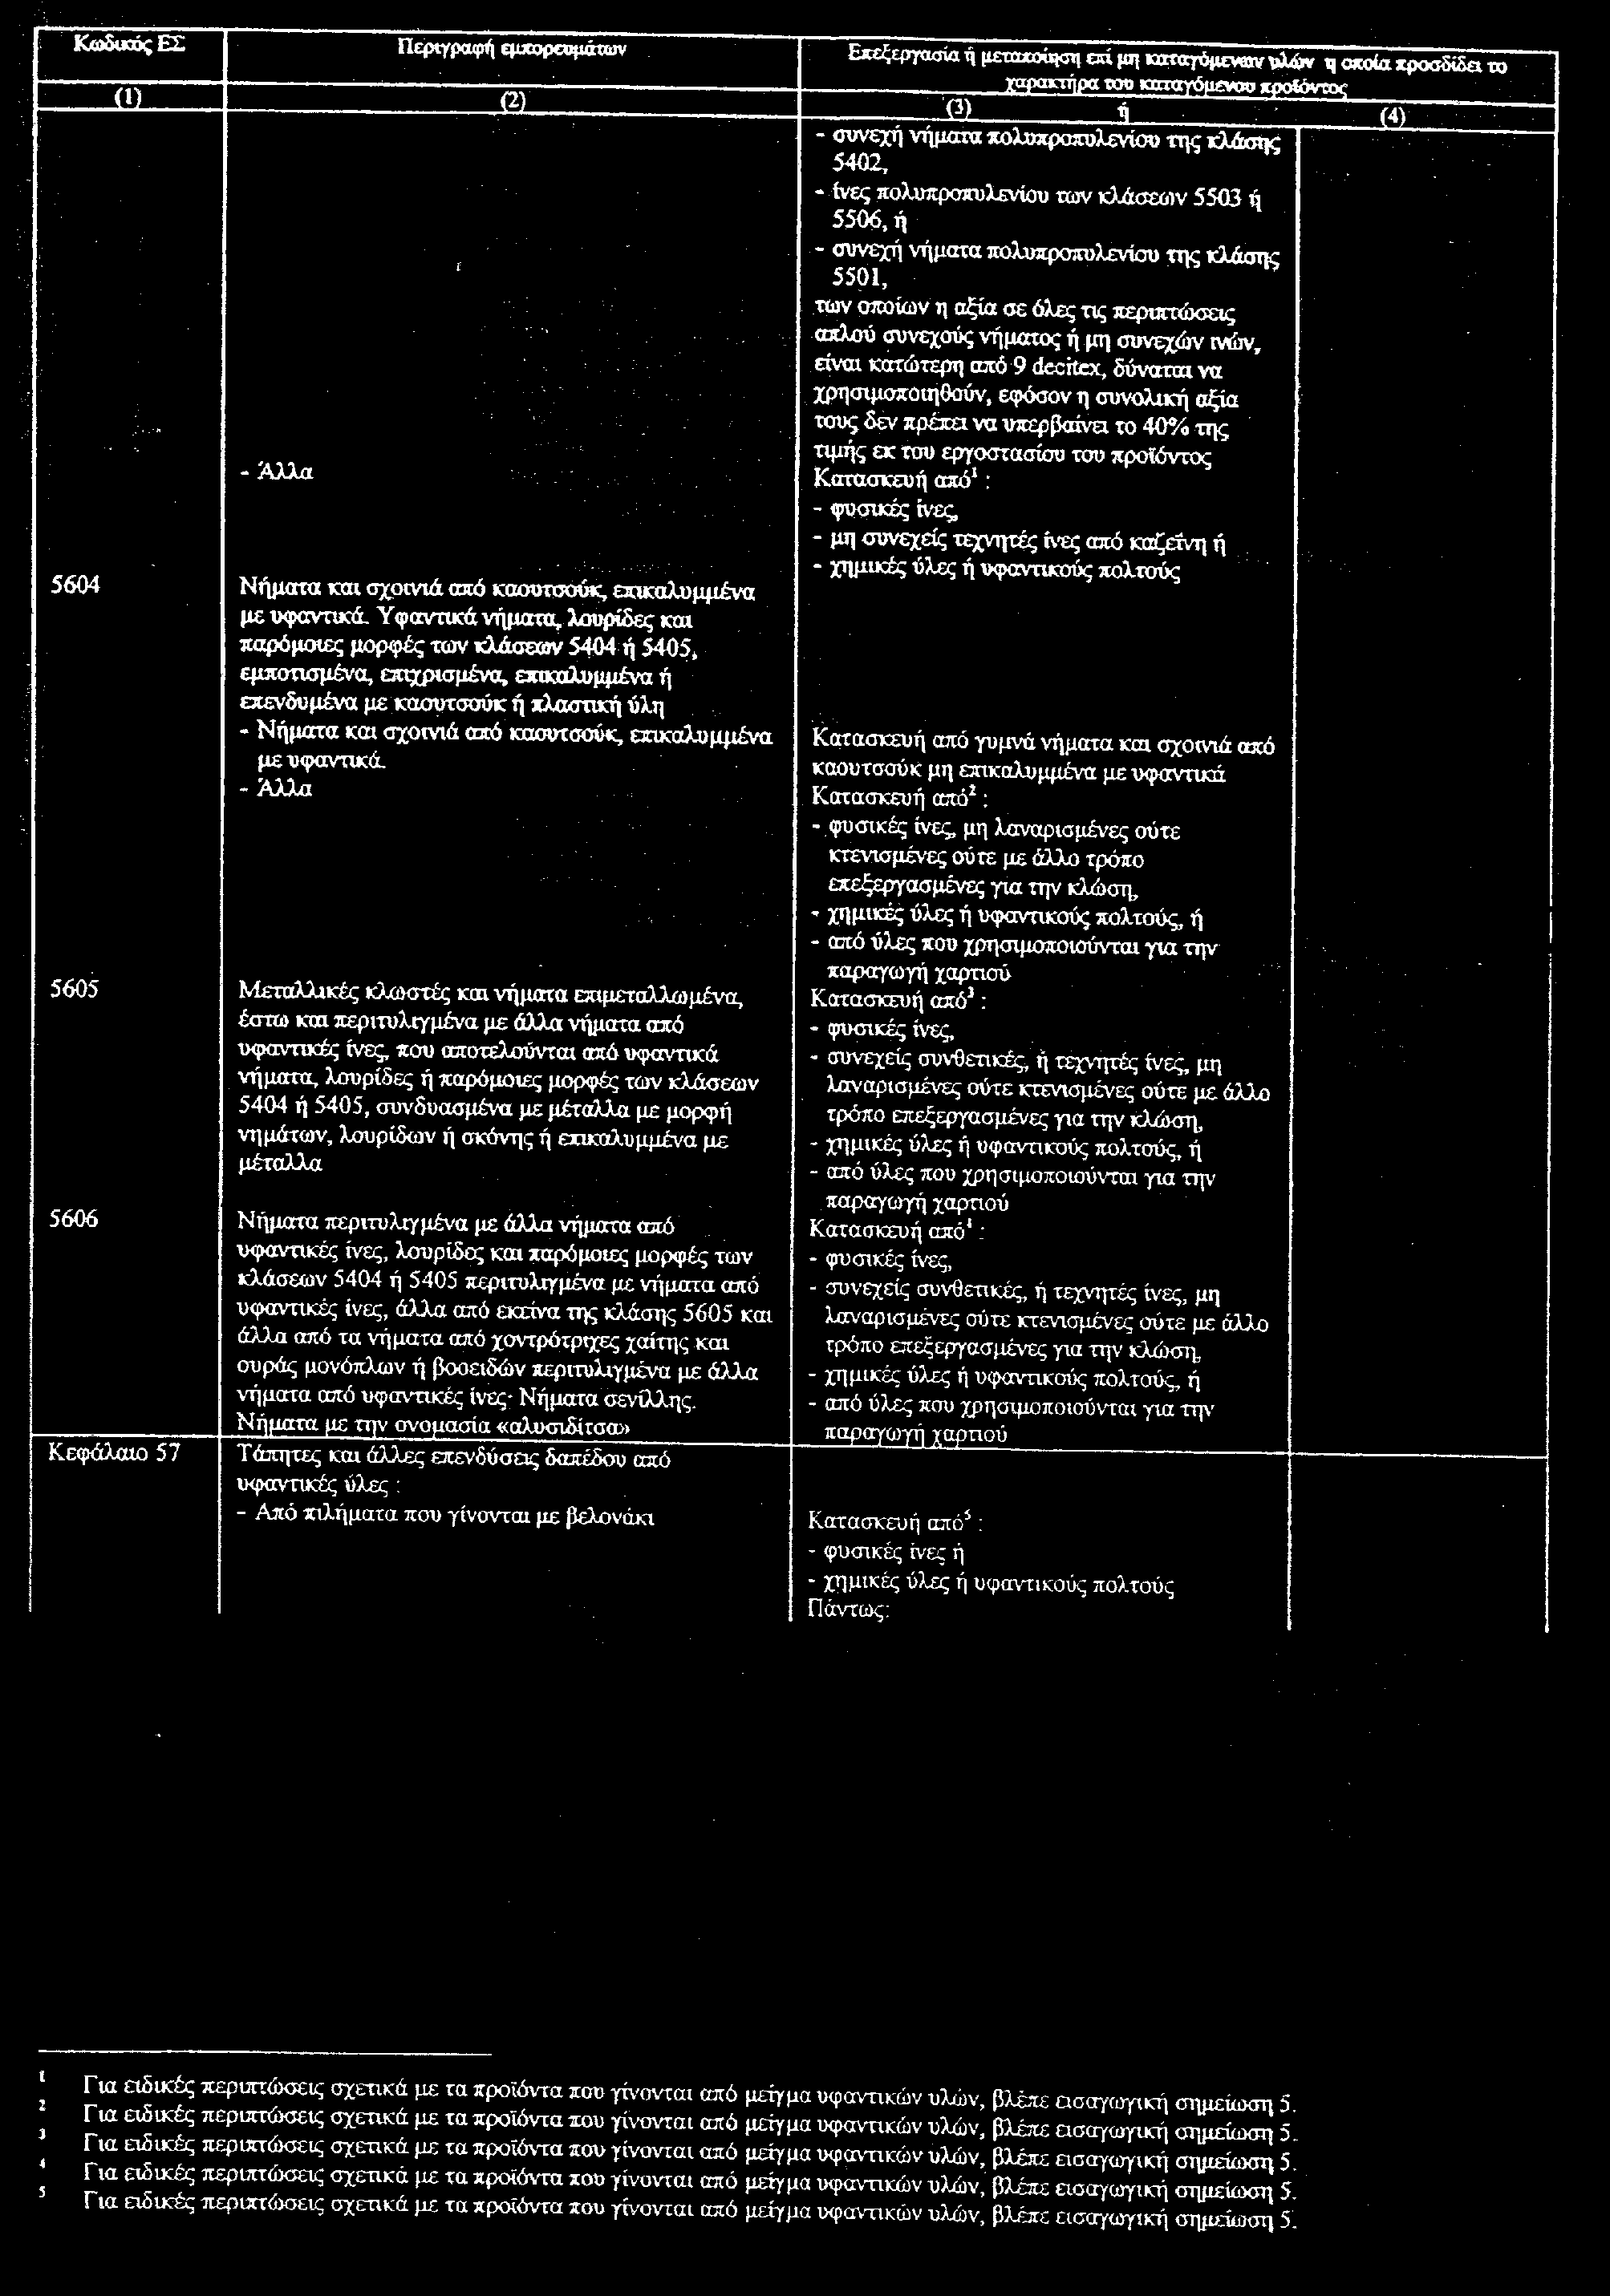 Κωδικός ΕΣ
Περιγραφή εμπορευμάτων
Επεξεργασία ή μεταποίηση επί μη καταγόμενων υλών η οποία προσδίδει το
χαρακτήρα του καταγόμενου προϊόντος
(1)
(2)
(3) ή (4)
- συνεχή νήματα πολυπροπυλενίου της κλάσης
5402,
- ίνες πολυπροπυλενίου των κλάσεων 5503 ή
5506, ή
- συνεχή νήματα πολυπροπυλενίου της κλάσης
5501,
των οποίων η αξία σε όλες τις περιπτώσεις
απλού συνεχούς νήματος ή μη συνεχών ινών,
είναι κατώτερη από 9 decitex, δύναται να
χρησιμοποιηθούν, εφόσον η συνολική αξία
τους δεν πρέπει να υπερβαίνει το 40% της
τιμής εκ του εργοστασίου του προϊόντος
- Άλλα
Κατασκευή από¹ :
- φυσικές ίνες,
- μη συνεχείς τεχνητές ίνες από καζεΐνη ή
- χημικές ύλες ή υφαντικούς πολτούς
5604
Νήματα και σχοινιά από καουτσούκ, επικαλυμμένα
με υφαντικά. Υφαντικά νήματα, λουρίδες και
παρόμοιες μορφές των κλάσεων 5404 ή 5405,
εμποτισμένα, επιχρισμένα, επικαλυμμένα ή
επενδυμένα με καουτσούκ ή πλαστική ύλη
- Νήματα και σχοινιά από καουτσούκ, επικαλυμμένα
με υφαντικά.
Κατασκευή από γυμνά νήματα και σχοινιά από
καουτσούκ μη επικαλυμμένα με υφαντικά
- Άλλα
Κατασκευή από² :
- φυσικές ίνες, μη λαναρισμένες ούτε
κτενισμένες ούτε με άλλο τρόπο
επεξεργασμένες για την κλώση,
- χημικές ύλες ή υφαντικούς πολτούς, ή
- από ύλες που χρησιμοποιούνται για την
παραγωγή χαρτιού
5605
Μεταλλικές κλωστές και νήματα επιμεταλλωμένα,
έστω και περιτυλιγμένα με άλλα νήματα από
υφαντικές ίνες, που αποτελούνται από υφαντικά
νήματα, λουρίδες ή παρόμοιες μορφές των κλάσεων
5404 ή 5405, συνδυασμένα με μέταλλα με μορφή
νημάτων, λουρίδων ή σκόνης ή επικαλυμμένα με
μέταλλα
Κατασκευή από³ :
- φυσικές ίνες,
- συνεχείς συνθετικές, ή τεχνητές ίνες, μη
λαναρισμένες ούτε κτενισμένες ούτε με άλλο
τρόπο επεξεργασμένες για την κλώση,
- χημικές ύλες ή υφαντικούς πολτούς, ή
- από ύλες που χρησιμοποιούνται για την
παραγωγή χαρτιού
5606
Νήματα περιτυλιγμένα με άλλα νήματα από
υφαντικές ίνες, λουρίδες και παρόμοιες μορφές των
κλάσεων 5404 ή 5405 περιτυλιγμένα με νήματα από
υφαντικές ίνες, άλλα από εκείνα της κλάσης 5605 και
άλλα από τα νήματα από χοντρότριχες χαίτης και
ουράς μονόπλων ή βοοειδών περιτυλιγμένα με άλλα
νήματα από υφαντικές ίνες· Νήματα σενίλλης.
Νήματα με την ονομασία «αλυσιδίτσα»
Κατασκευή από⁴ :
- φυσικές ίνες,
- συνεχείς συνθετικές, ή τεχνητές ίνες, μη
λαναρισμένες ούτε κτενισμένες ούτε με άλλο
τρόπο επεξεργασμένες για την κλώση,
- χημικές ύλες ή υφαντικούς πολτούς, ή
- από ύλες που χρησιμοποιούνται για την
παραγωγή χαρτιού
Κεφάλαιο 57
Τάπητες και άλλες επενδύσεις δαπέδου από
υφαντικές ύλες :
- Από πιλήματα που γίνονται με βελονάκι
Κατασκευή από⁵ :
- φυσικές ίνες ή
- χημικές ύλες ή υφαντικούς πολτούς
Πάντως:
¹ Για ειδικές περιπτώσεις σχετικά με τα προϊόντα που γίνονται από μείγμα υφαντικών υλών, βλέπε εισαγωγική σημείωση 5.
² Για ειδικές περιπτώσεις σχετικά με τα προϊόντα που γίνονται από μείγμα υφαντικών υλών, βλέπε εισαγωγική σημείωση 5.
³ Για ειδικές περιπτώσεις σχετικά με τα προϊόντα που γίνονται από μείγμα υφαντικών υλών, βλέπε εισαγωγική σημείωση 5.
⁴ Για ειδικές περιπτώσεις σχετικά με τα προϊόντα που γίνονται από μείγμα υφαντικών υλών, βλέπε εισαγωγική σημείωση 5.
⁵ Για ειδικές περιπτώσεις σχετικά με τα προϊόντα που γίνονται από μείγμα υφαντικών υλών, βλέπε εισαγωγική σημείωση 5.